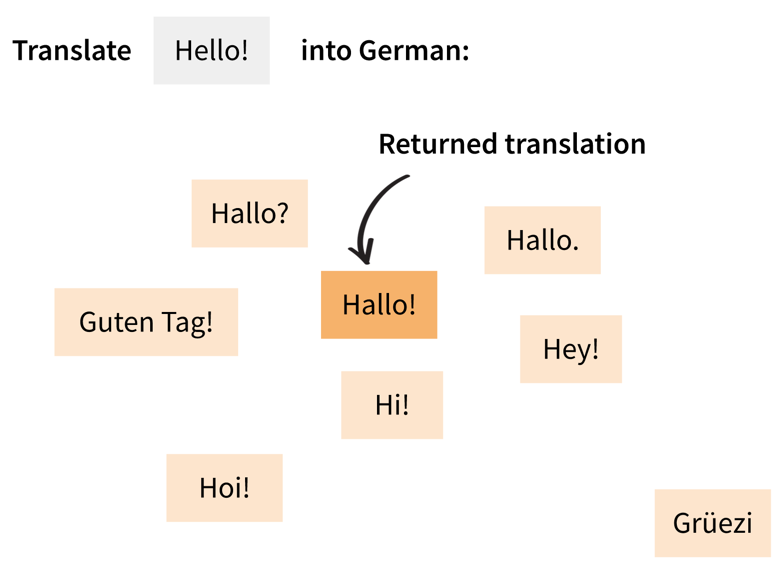 Translate Hello! into German:
Returned translation
Hallo?
Hallo.
Hallo!
Guten Tag!
Hey!
Hi!
Hoi!
Grüezi